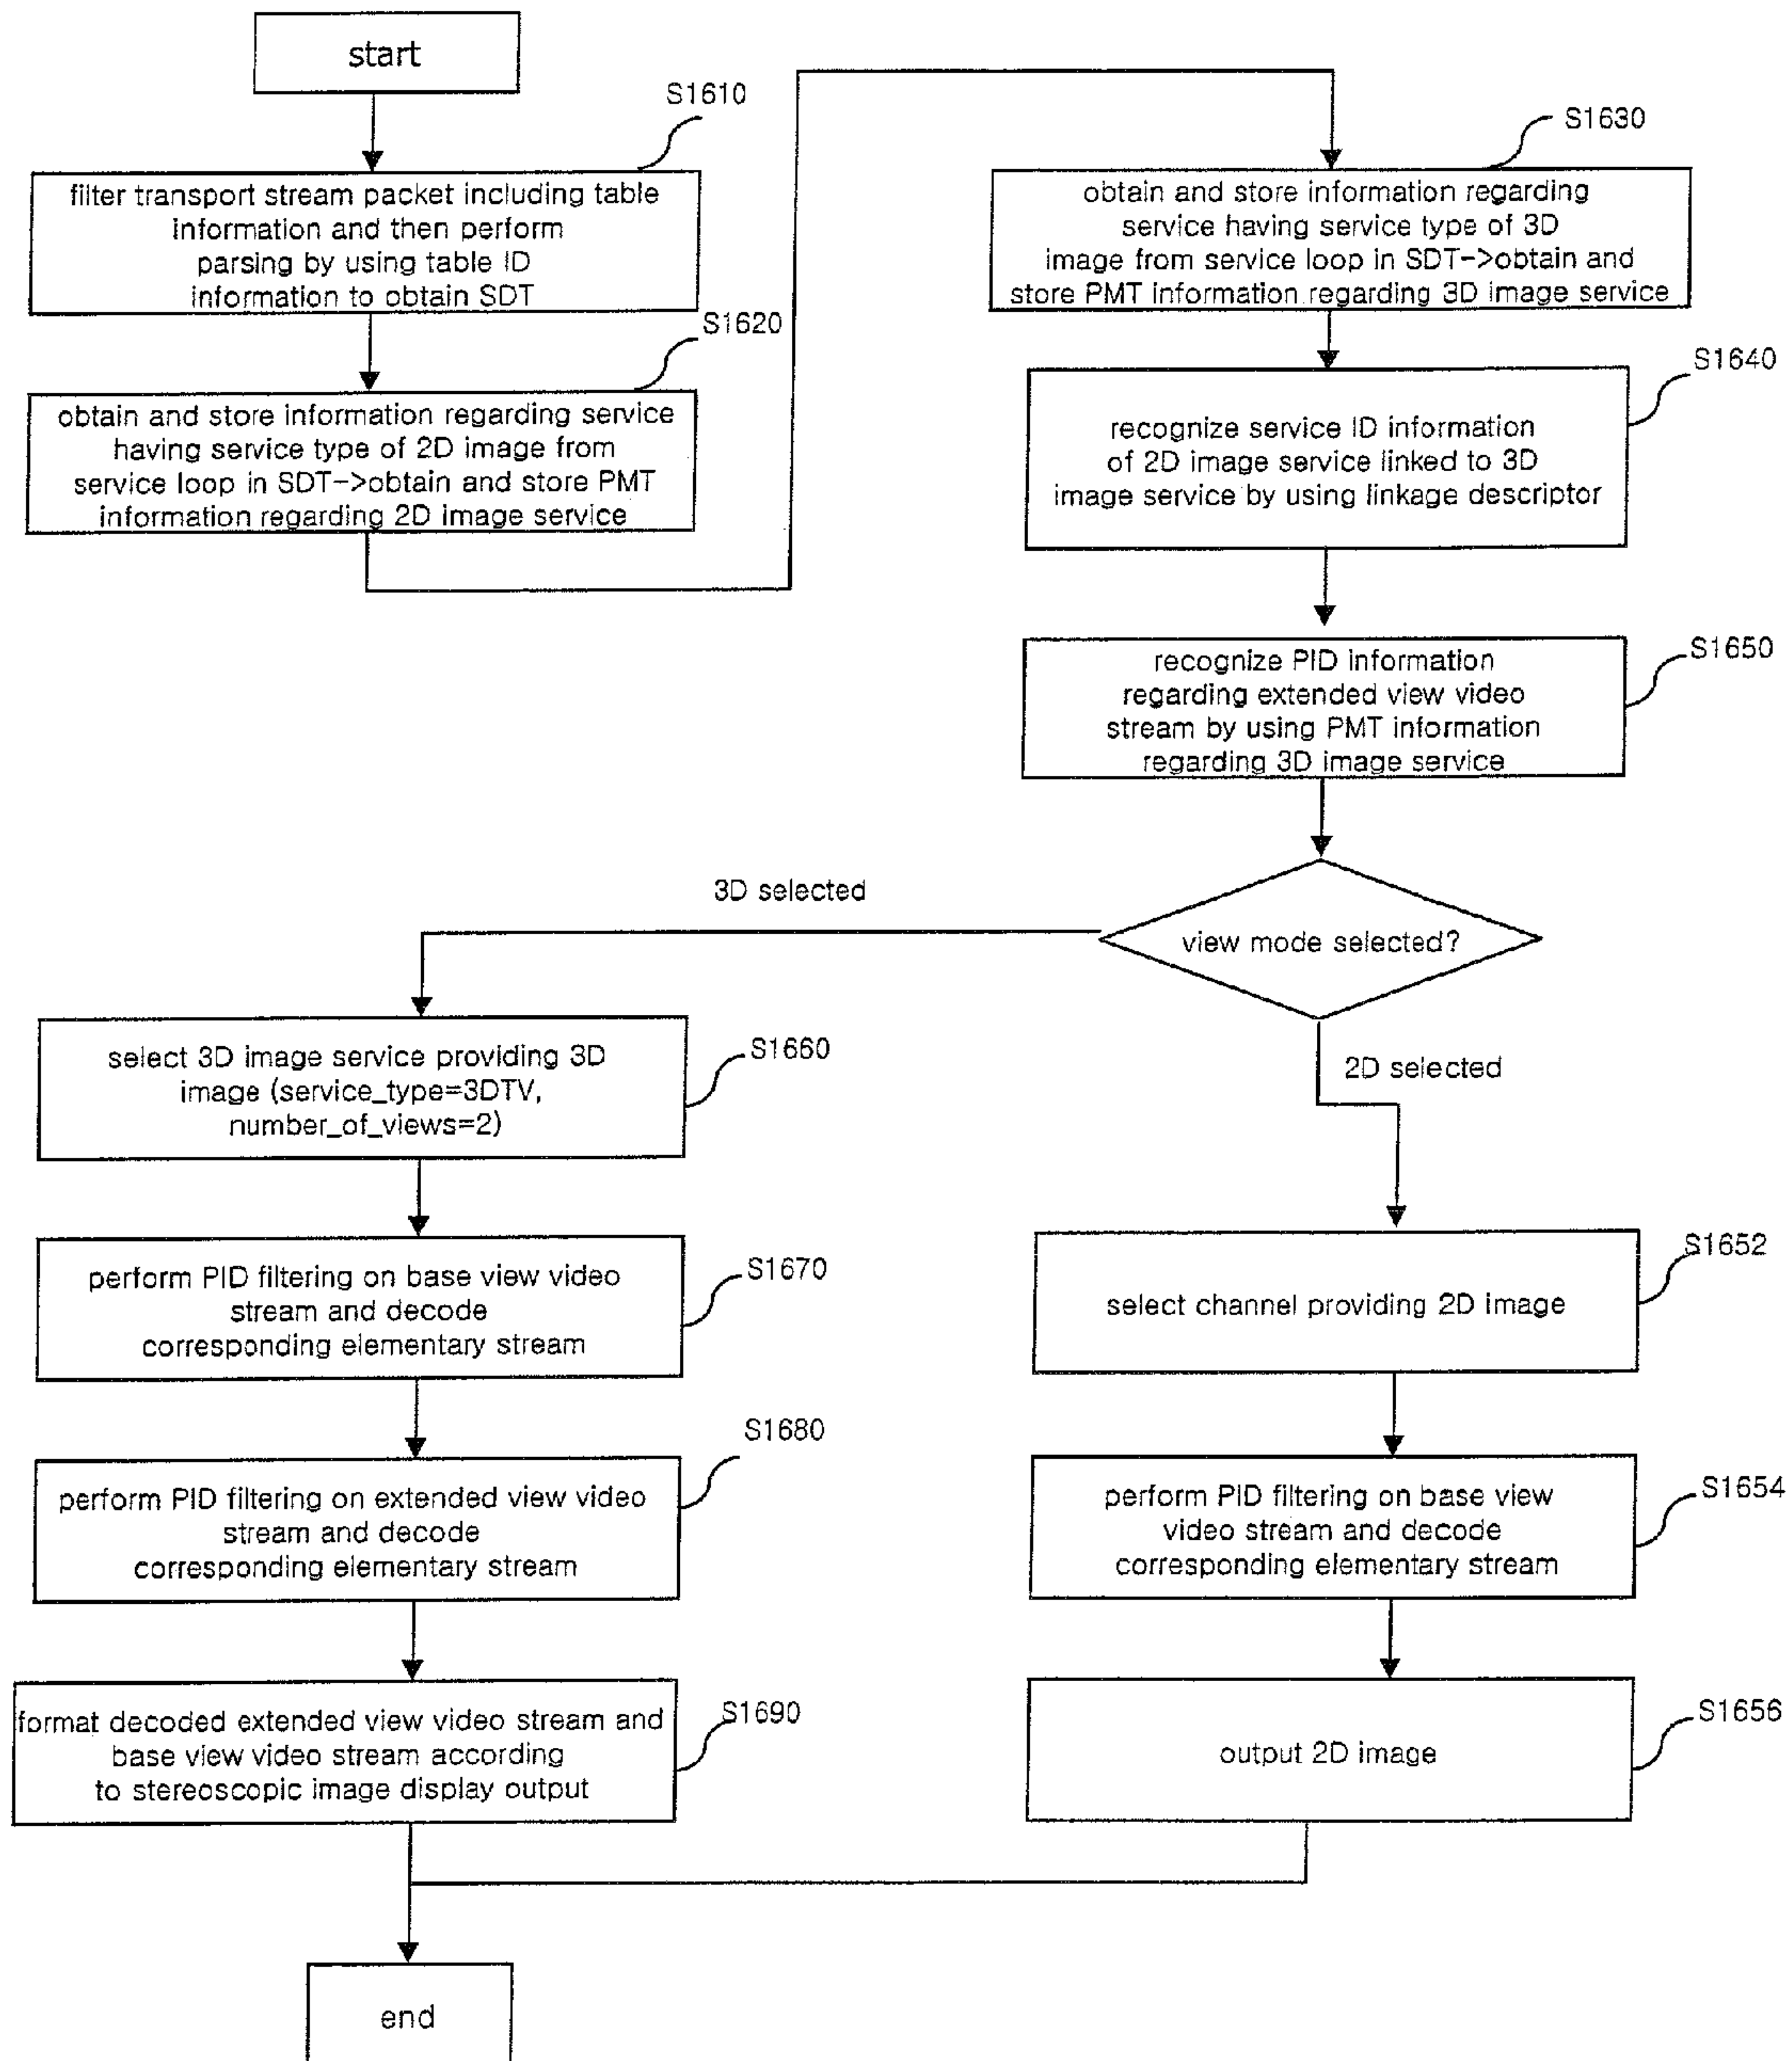 start
S1610
filter transport stream packet including table
information and then perform
parsing by using table ID
information to obtain SDT
S1620
obtain and store information regarding service
having service type of 2D image from
service loop in SDT->obtain and store PMT
information regarding 2D image service
S1630
obtain and store information regarding
service having service type of 3D
image from service loop in SDT->obtain and
store PMT information regarding 3D image service
S1640
recognize service ID information
of 2D image service linked to 3D
image service by using linkage descriptor
S1650
recognize PID information
regarding extended view video
stream by using PMT information
regarding 3D image service
view mode selected?
3D selected
S1660
select 3D image service providing 3D
image (service_type=3DTV,
number_of_views=2)
S1670
perform PID filtering on base view video
stream and decode
corresponding elementary stream
S1680
perform PID filtering on extended view video
stream and decode
corresponding elementary stream
S1690
format decoded extended view video stream and
base view video stream according
to stereoscopic image display output
2D selected
S1652
select channel providing 2D image
S1654
perform PID filtering on base view
video stream and decode
corresponding elementary stream
S1656
output 2D image
end